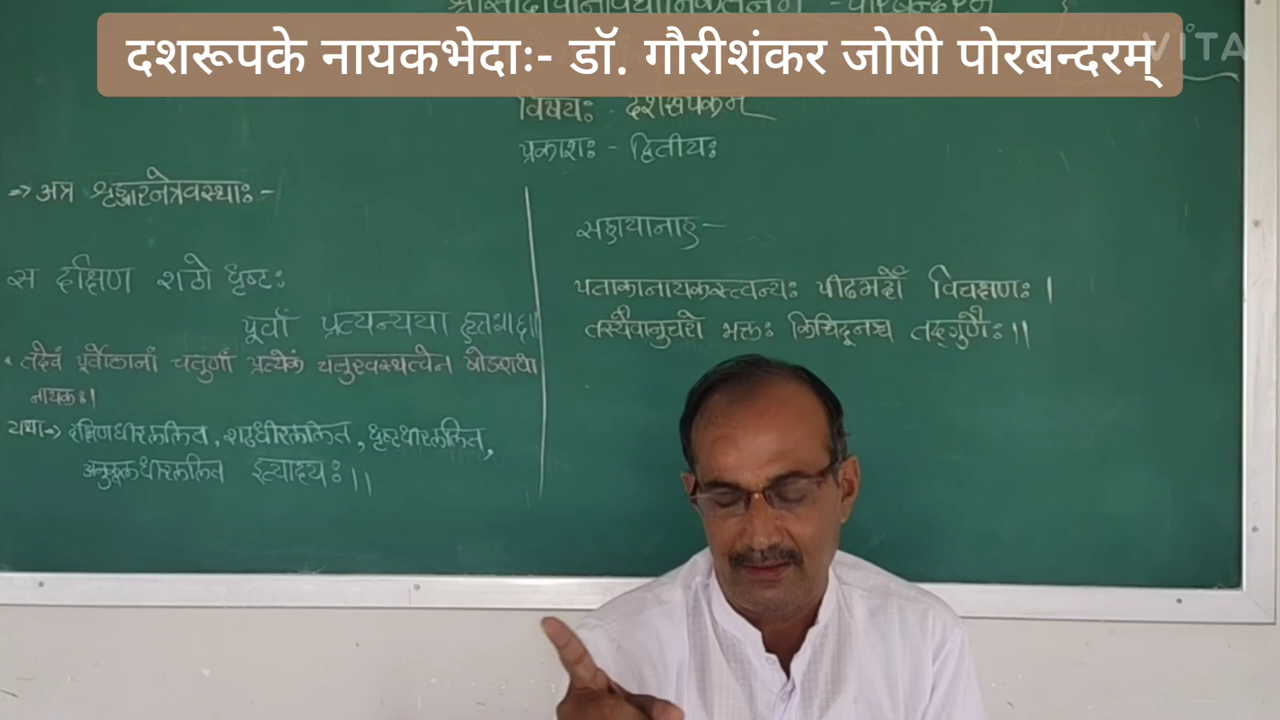 दशरूपके नायकभेदाः- डॉ. गौरीशंकर जोशी पोरबन्दरम्
VITA
विषयः - दशरूपकम्
प्रकाशः - द्वितीयः
=> अत्र श्रृङ्गारनेत्रवस्थाः -
स दक्षिण शठो धृष्टः
पूर्वां प्रत्यन्यया हृतः॥६॥
* तदेवं पूर्वोक्तानां चतुर्णां प्रत्येकं चतुरवस्थत्वेन षोडशधा
नायकः।
यथा-> दक्षिणधीरललित, शठधीरललित, धृष्टधीरललित,
अनुकूलधीरललित इत्यादयः।।
सहायानाह -
पताकानायकस्त्वन्यः पीठमर्दो विचक्षणः।
तस्यैवानुचरो भक्तः किंचिदूनश्च तद्गुणैः।।